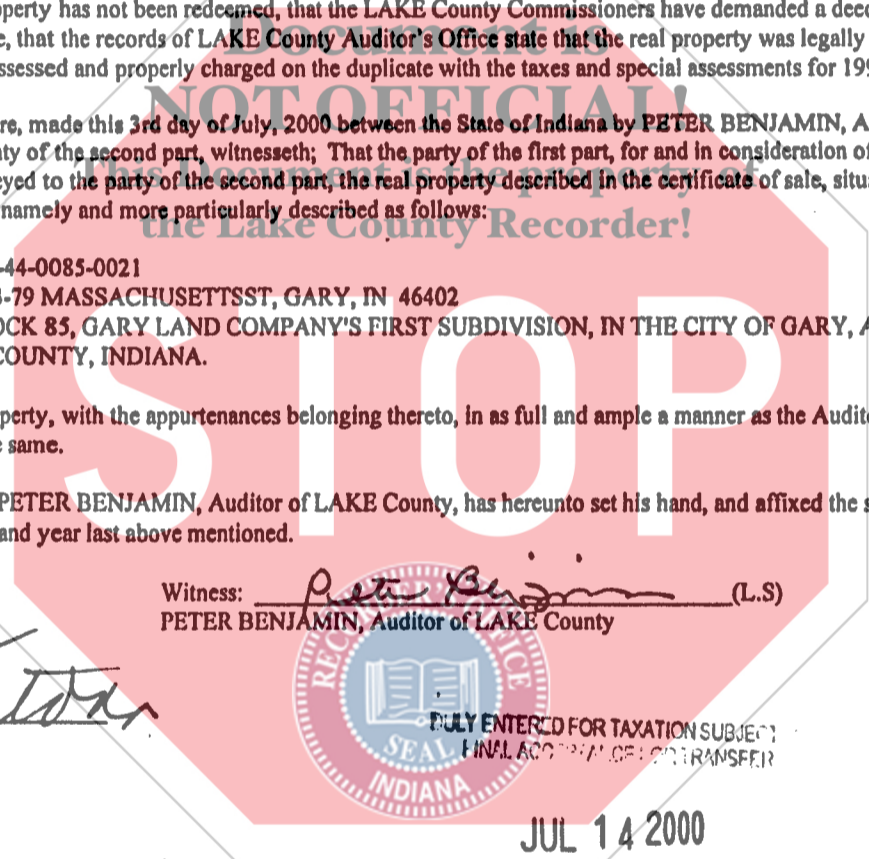 operty has not been redeemed, that the LAKE County Commissioners have demanded a deed
e, that the records of LAKE County Auditor's Office state that the real property was legally
ssessed and properly charged on the duplicate with the taxes and special assessments for 199
Document is
NOT OFFICIAL!
This Document is the property of
the Lake County Recorder!
re, made this 3rd day of July, 2000 between the State of Indiana by PETER BENJAMIN, A
nty of the second part, witnesseth; That the party of the first part, for and in consideration of
eyed to the party of the second part, the real property described in the certificate of sale, situ
namely and more particularly described as follows:
-44-0085-0021
-79 MASSACHUSETTSST, GARY, IN 46402
OCK 85, GARY LAND COMPANY'S FIRST SUBDIVISION, IN THE CITY OF GARY, A
COUNTY, INDIANA.
STOP
perty, with the appurtenances belonging thereto, in as full and ample a manner as the Audito
e same.
PETER BENJAMIN, Auditor of LAKE County, has hereunto set his hand, and affixed the s
and year last above mentioned.
Witness: Peter Benjamin (L.S)
PETER BENJAMIN, Auditor of LAKE County
RECORDER'S OFFICE
SEAL
INDIANA
DULY ENTERED FOR TAXATION SUBJECT
FINAL TRANSFER
JUL 14 2000